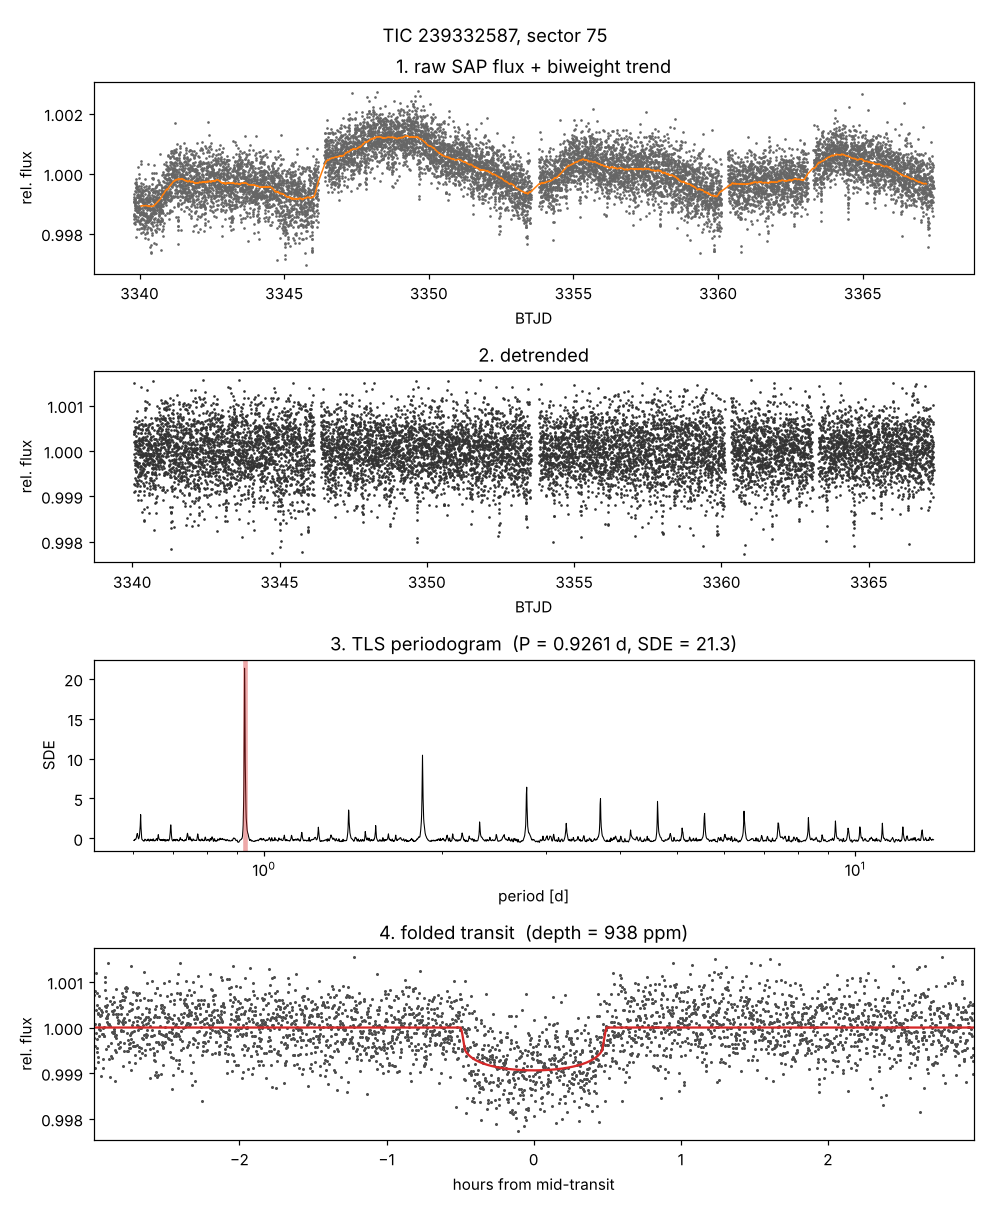 TIC 239332587, sector 75
1. raw SAP flux + biweight trend
rel. flux
1.002
1.000
0.998
3340 3345 3350 3355 3360 3365
BTJD
2. detrended
rel. flux
1.001
1.000
0.999
0.998
3340 3345 3350 3355 3360 3365
BTJD
3. TLS periodogram (P = 0.9261 d, SDE = 21.3)
SDE
20
15
10
5
0
10⁰ 10¹
period [d]
4. folded transit (depth = 938 ppm)
rel. flux
1.001
1.000
0.999
0.998
−2 −1 0 1 2
hours from mid-transit